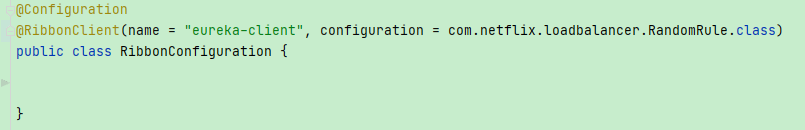 @Configuration
@RibbonClient(name = "eureka-client", configuration = com.netflix.loadbalancer.RandomRule.class)
public class RibbonConfiguration {
}